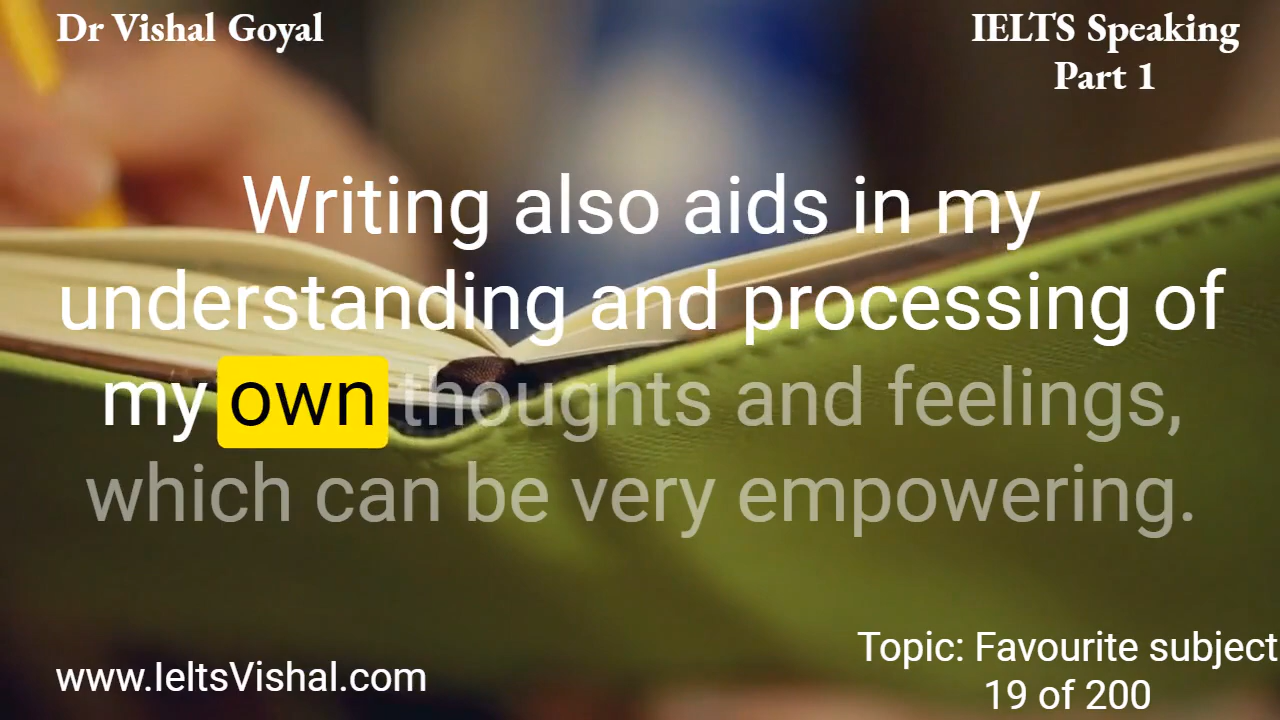 Dr Vishal Goyal
IELTS Speaking
Part 1
Writing also aids in my
understanding and processing of
my own thoughts and feelings,
which can be very empowering.
www.IeltsVishal.com
Topic: Favourite subject
19 of 200